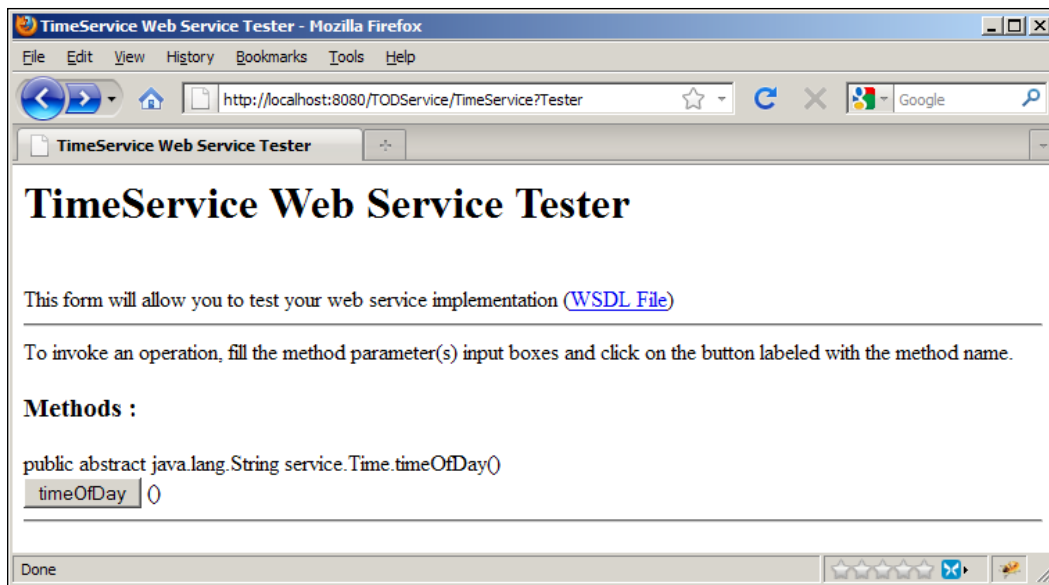 TimeService Web Service Tester - Mozilla Firefox
File Edit View History Bookmarks Tools Help
http://localhost:8080/TODService/TimeService?Tester Google
TimeService Web Service Tester
TimeService Web Service Tester
This form will allow you to test your web service implementation (WSDL File)
To invoke an operation, fill the method parameter(s) input boxes and click on the button labeled with the method name.
Methods :
public abstract java.lang.String service.Time.timeOfDay()
timeOfDay ()
Done